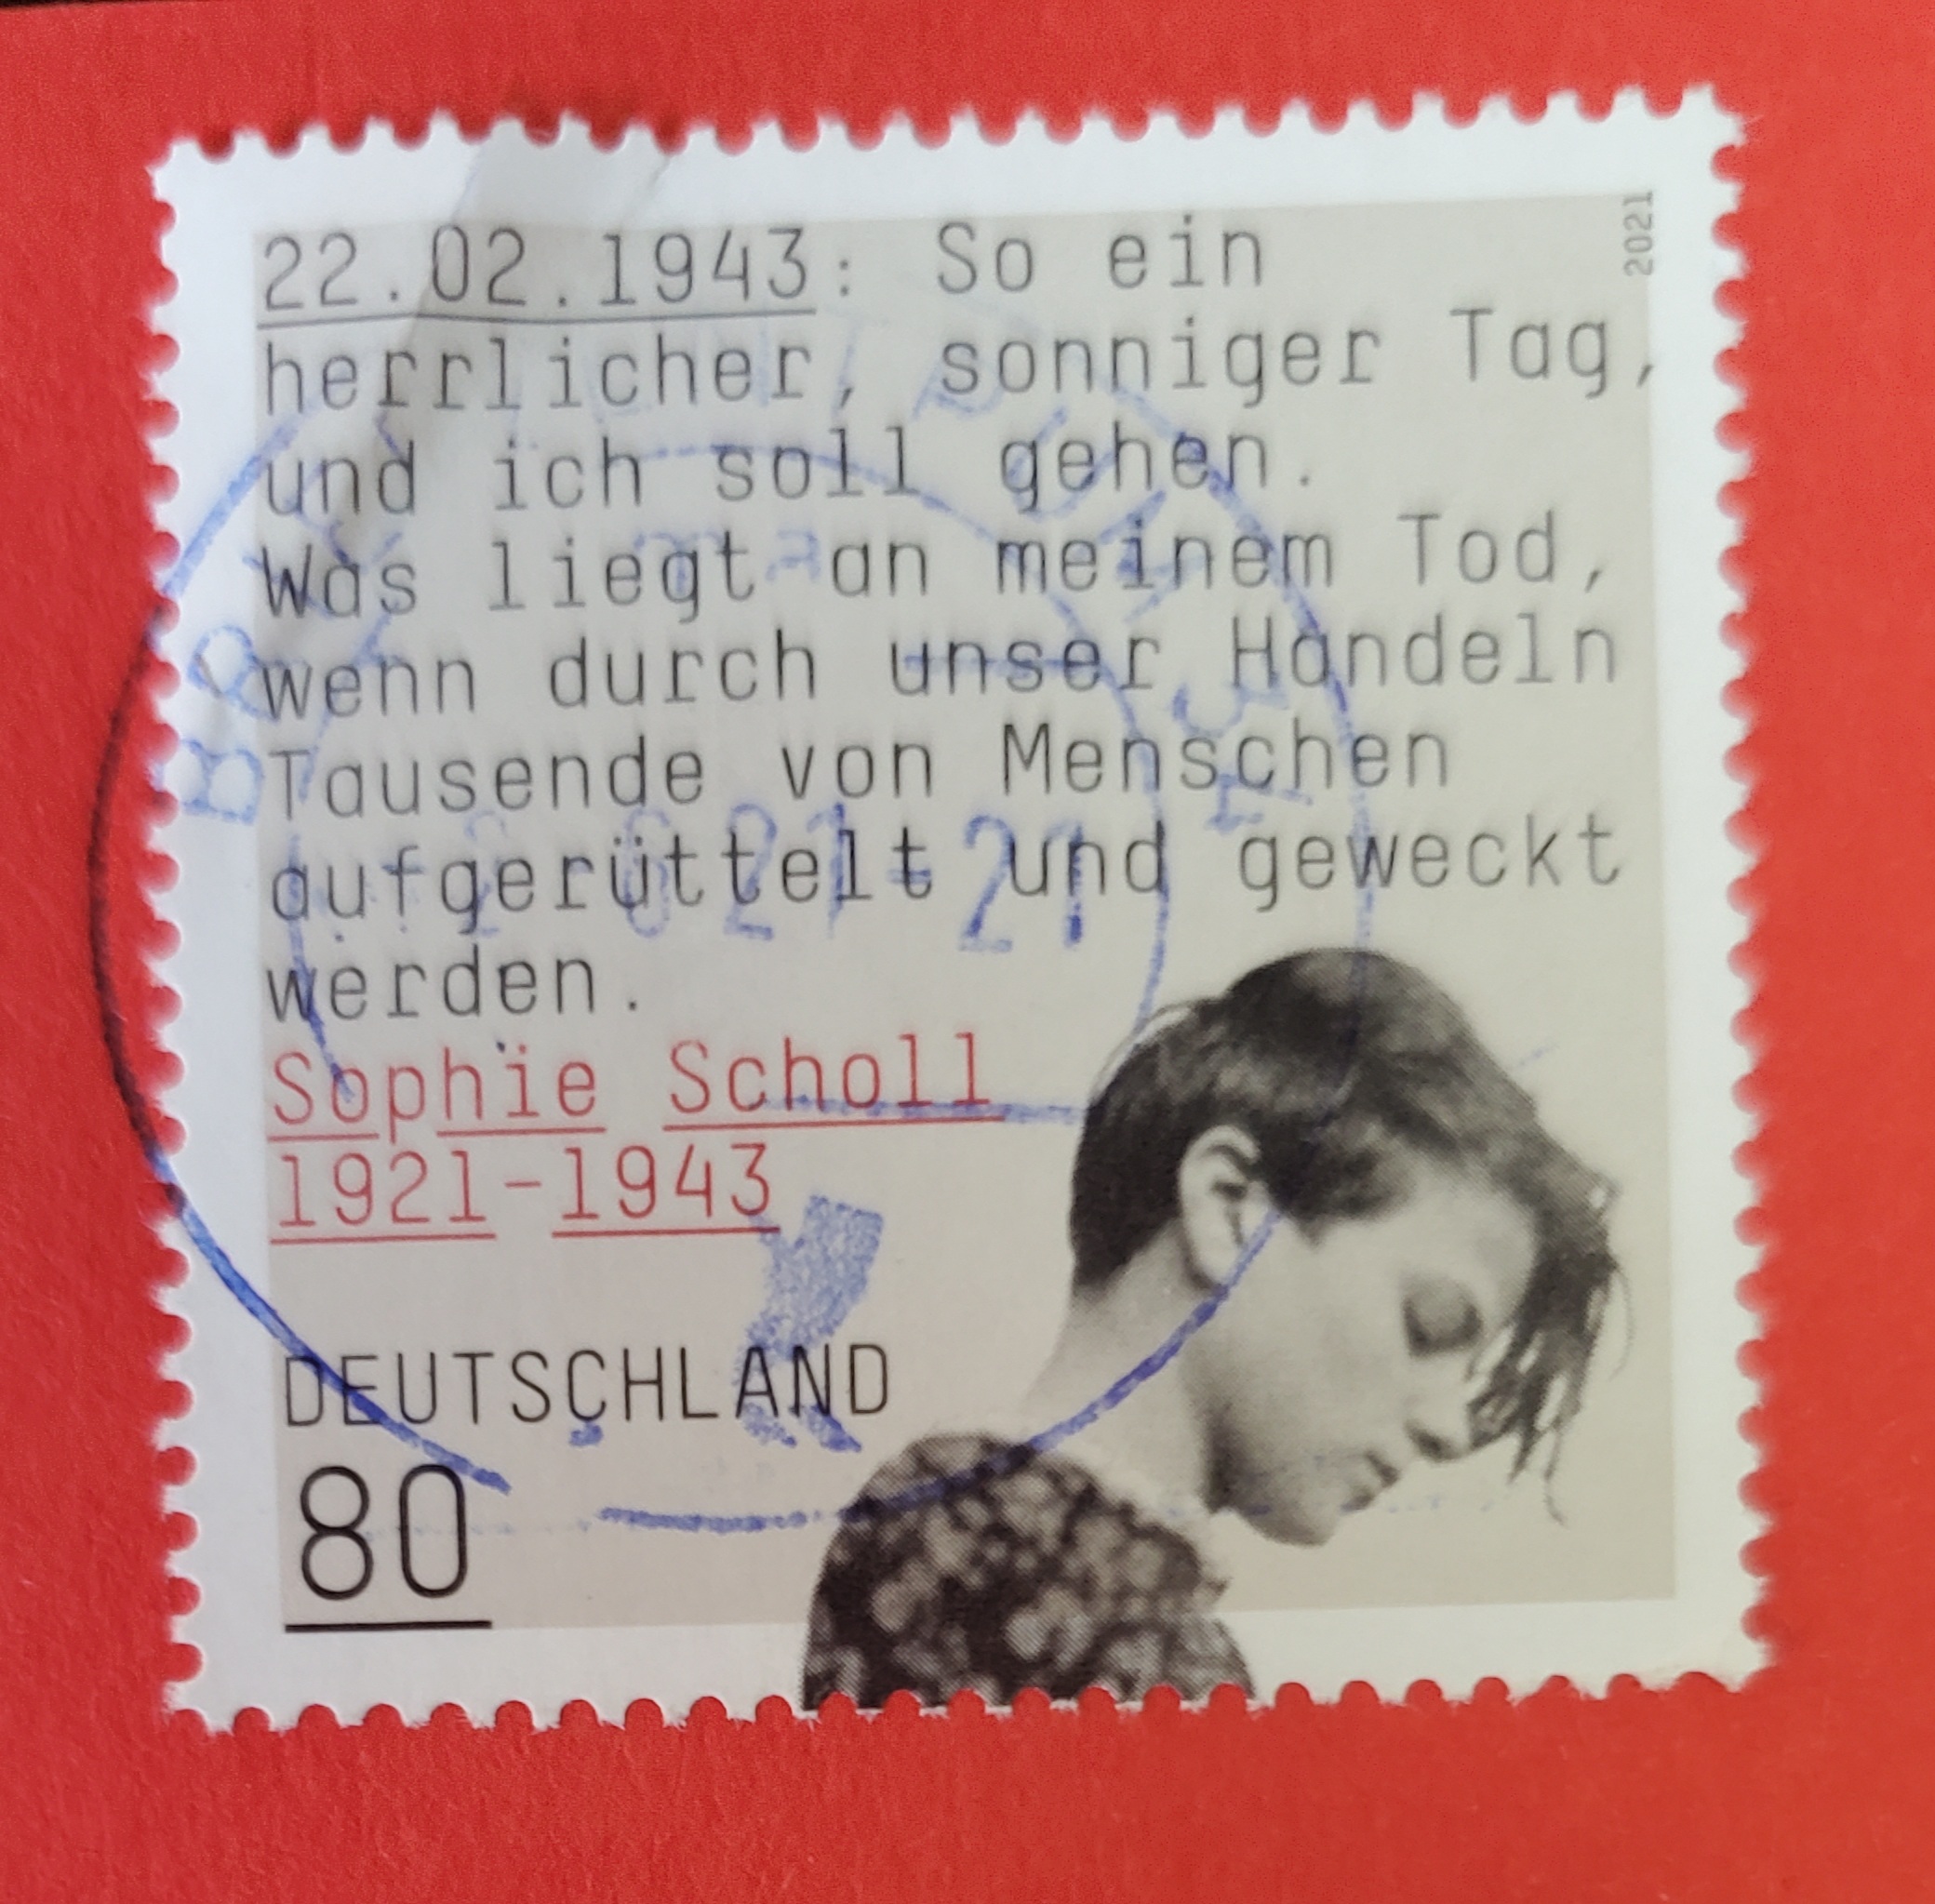 22.02.1943: So ein
herrlicher, sonniger Tag,
und ich soll gehen.
Was liegt an meinem Tod,
wenn durch unser Handeln
Tausende von Menschen
aufgerüttelt und geweckt
werden.
Sophie Scholl
1921-1943
DEUTSCHLAND
80
2021